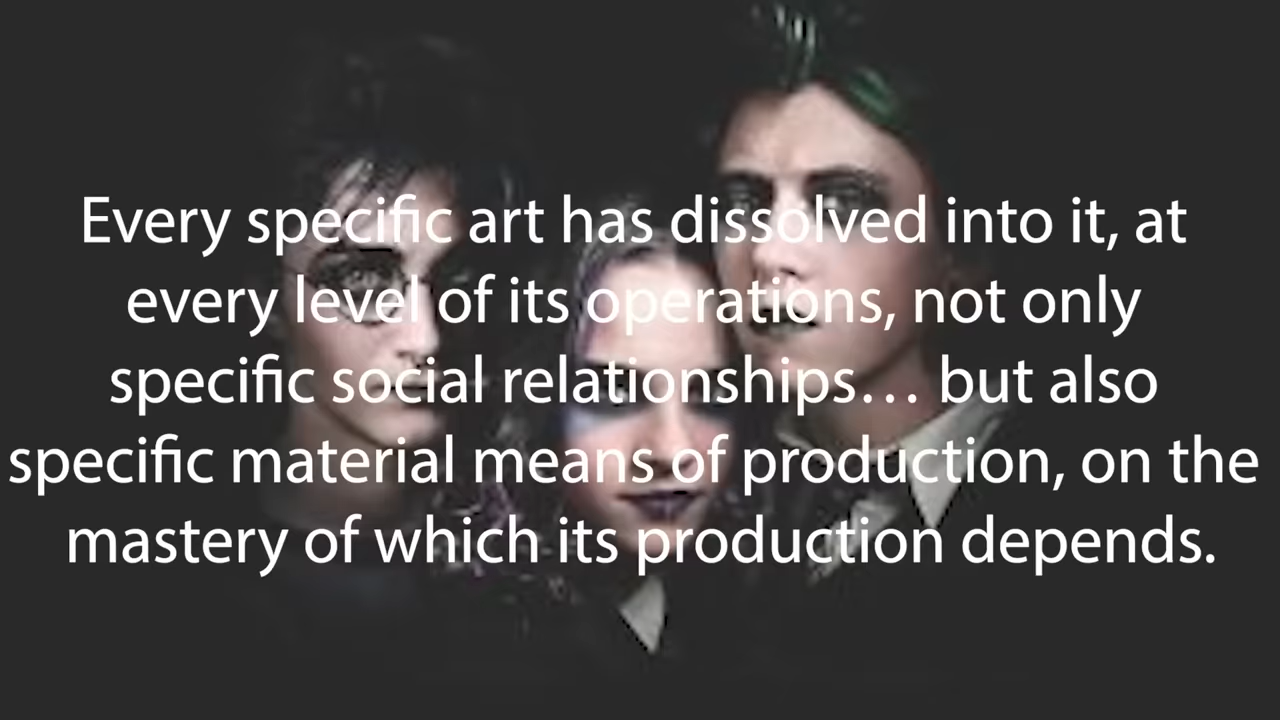 Every specific art has dissolved into it, at
every level of its operations, not only
specific social relationships… but also
specific material means of production, on the
mastery of which its production depends.